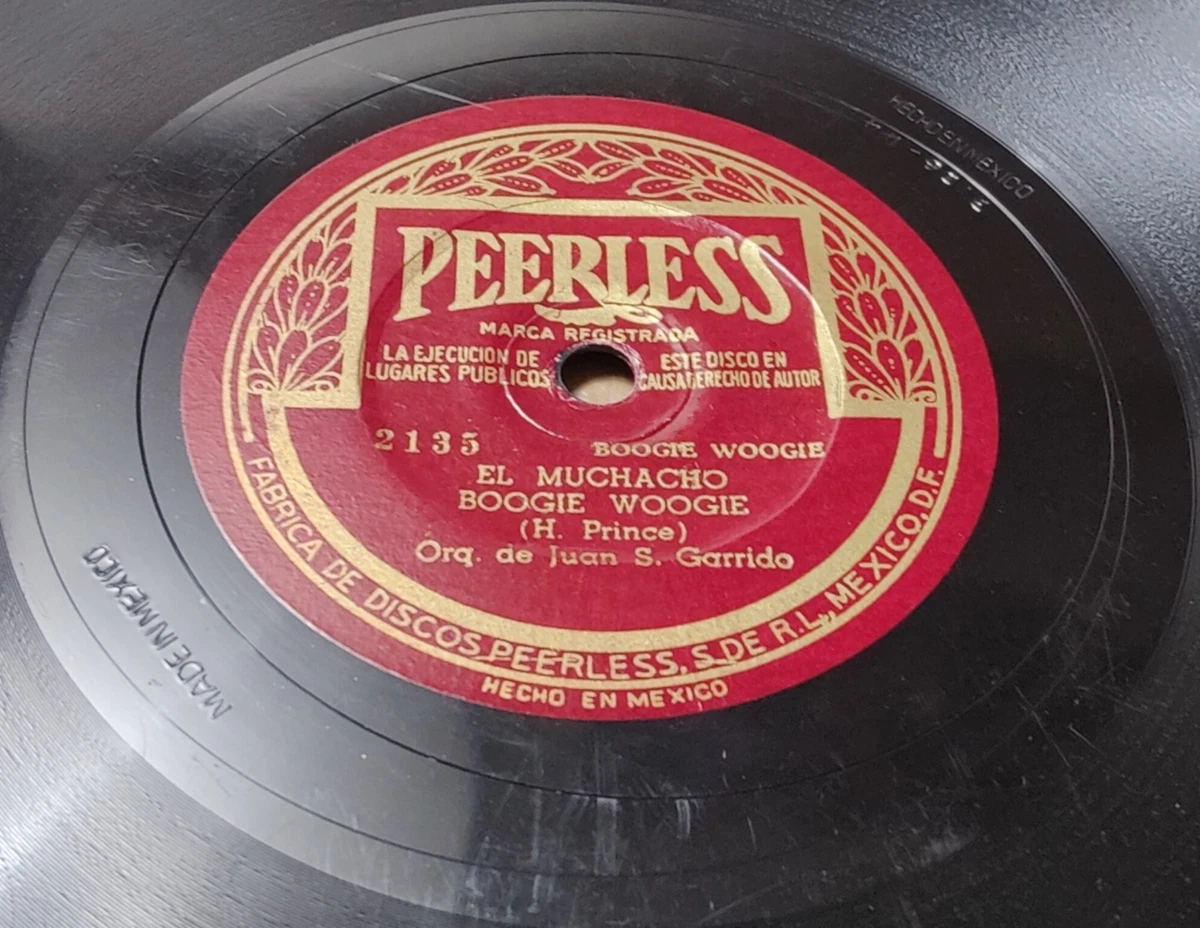 PEERLESS
MARCA REGISTRADA
LA EJECUCION DE
LUGARES PUBLICOS
ESTE DISCO EN
CAUSA DERECHO DE AUTOR
2135
BOOGIE WOOGIE
EL MUCHACHO
BOOGIE WOOGIE
(H. Prince)
Orq. de Juan S. Garrido
FABRICA DE DISCOS PEERLESS, S. DE R. L., MEXICO, D.F.
HECHO EN MEXICO
HECHO EN MEXICO
MADE IN MEXICO